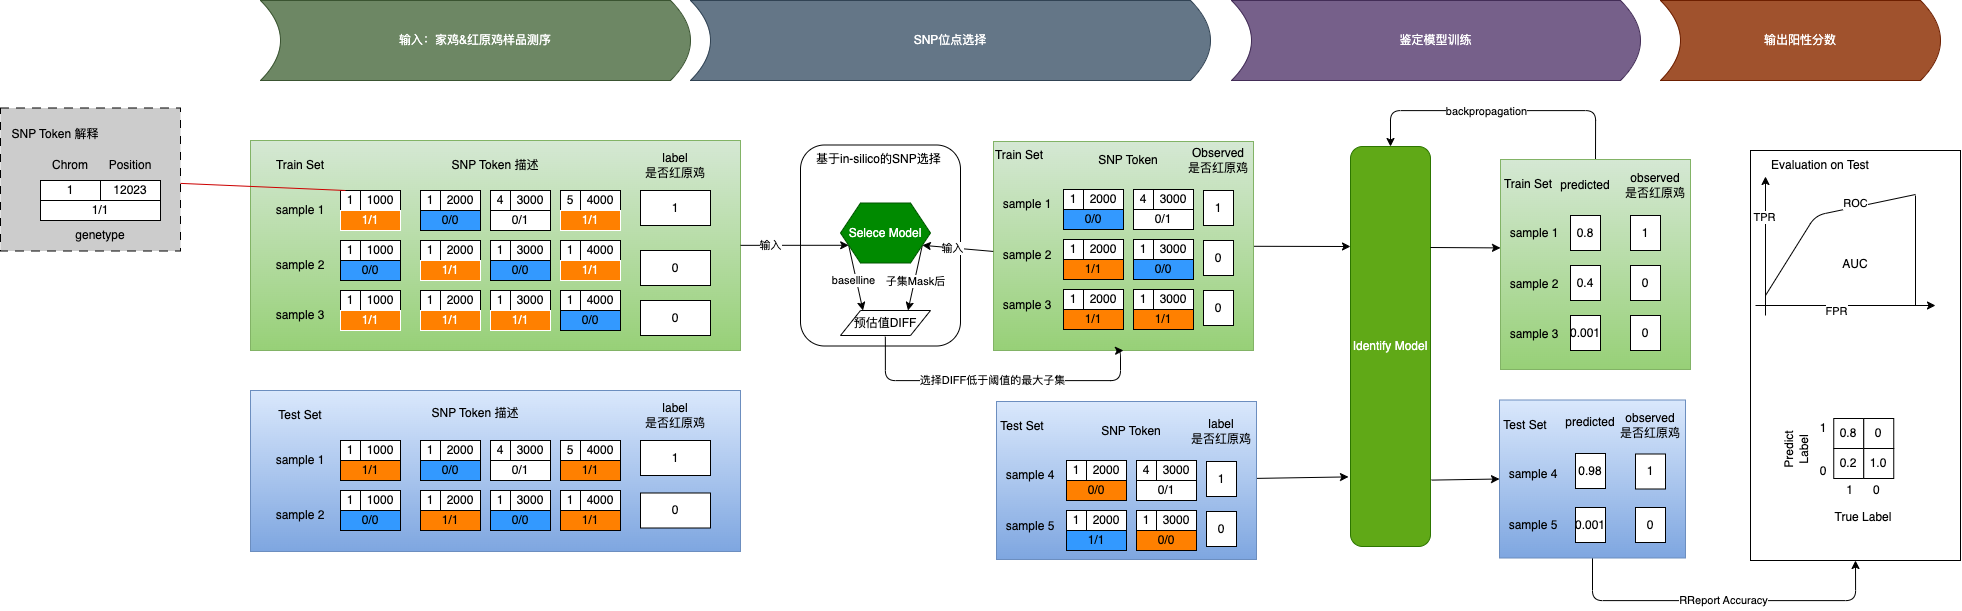 输入：家鸡&红原鸡样品测序
SNP位点选择
鉴定模型训练
输出阳性分数
SNP Token 解释
Chrom Position
1 12023
1/1
genetype
Train Set SNP Token 描述 label
是否红原鸡
sample 1
1 1000 1 2000 4 3000 5 4000
1/1 0/0 0/1 1/1
1
sample 2
1 1000 1 2000 1 3000 1 4000
0/0 1/1 0/0 1/1
0
sample 3
1 1000 1 2000 1 3000 1 4000
1/1 1/1 1/1 0/0
0
Test Set SNP Token 描述 label
是否红原鸡
sample 1
1 1000 1 2000 4 3000 5 4000
1/1 0/0 0/1 1/1
1
sample 2
1 1000 1 2000 1 3000 1 4000
0/0 1/1 0/0 1/1
0
输入
基于in-silico的SNP选择
Selece Model
baselline
子集Mask后
预估值DIFF
输入
选择DIFF低于阈值的最大子集
Train Set SNP Token Observed
是否红原鸡
sample 1
1 2000 4 3000
0/0 0/1
1
sample 2
1 2000 1 3000
1/1 0/0
0
sample 3
1 2000 1 3000
1/1 1/1
0
Test Set SNP Token label
是否红原鸡
sample 4
1 2000 4 3000
0/0 0/1
1
sample 5
1 2000 1 3000
1/1 0/0
0
backpropagation
Identify Model
Train Set predicted observed
是否红原鸡
sample 1 0.8 1
sample 2 0.4 0
sample 3 0.001 0
Test Set predicted observed
是否红原鸡
sample 4 0.98 1
sample 5 0.001 0
RReport Accuracy
Evaluation on Test
TPR
ROC
AUC
FPR
Predict
Label
1 0.8 0
0 0.2 1.0
1 0
True Label